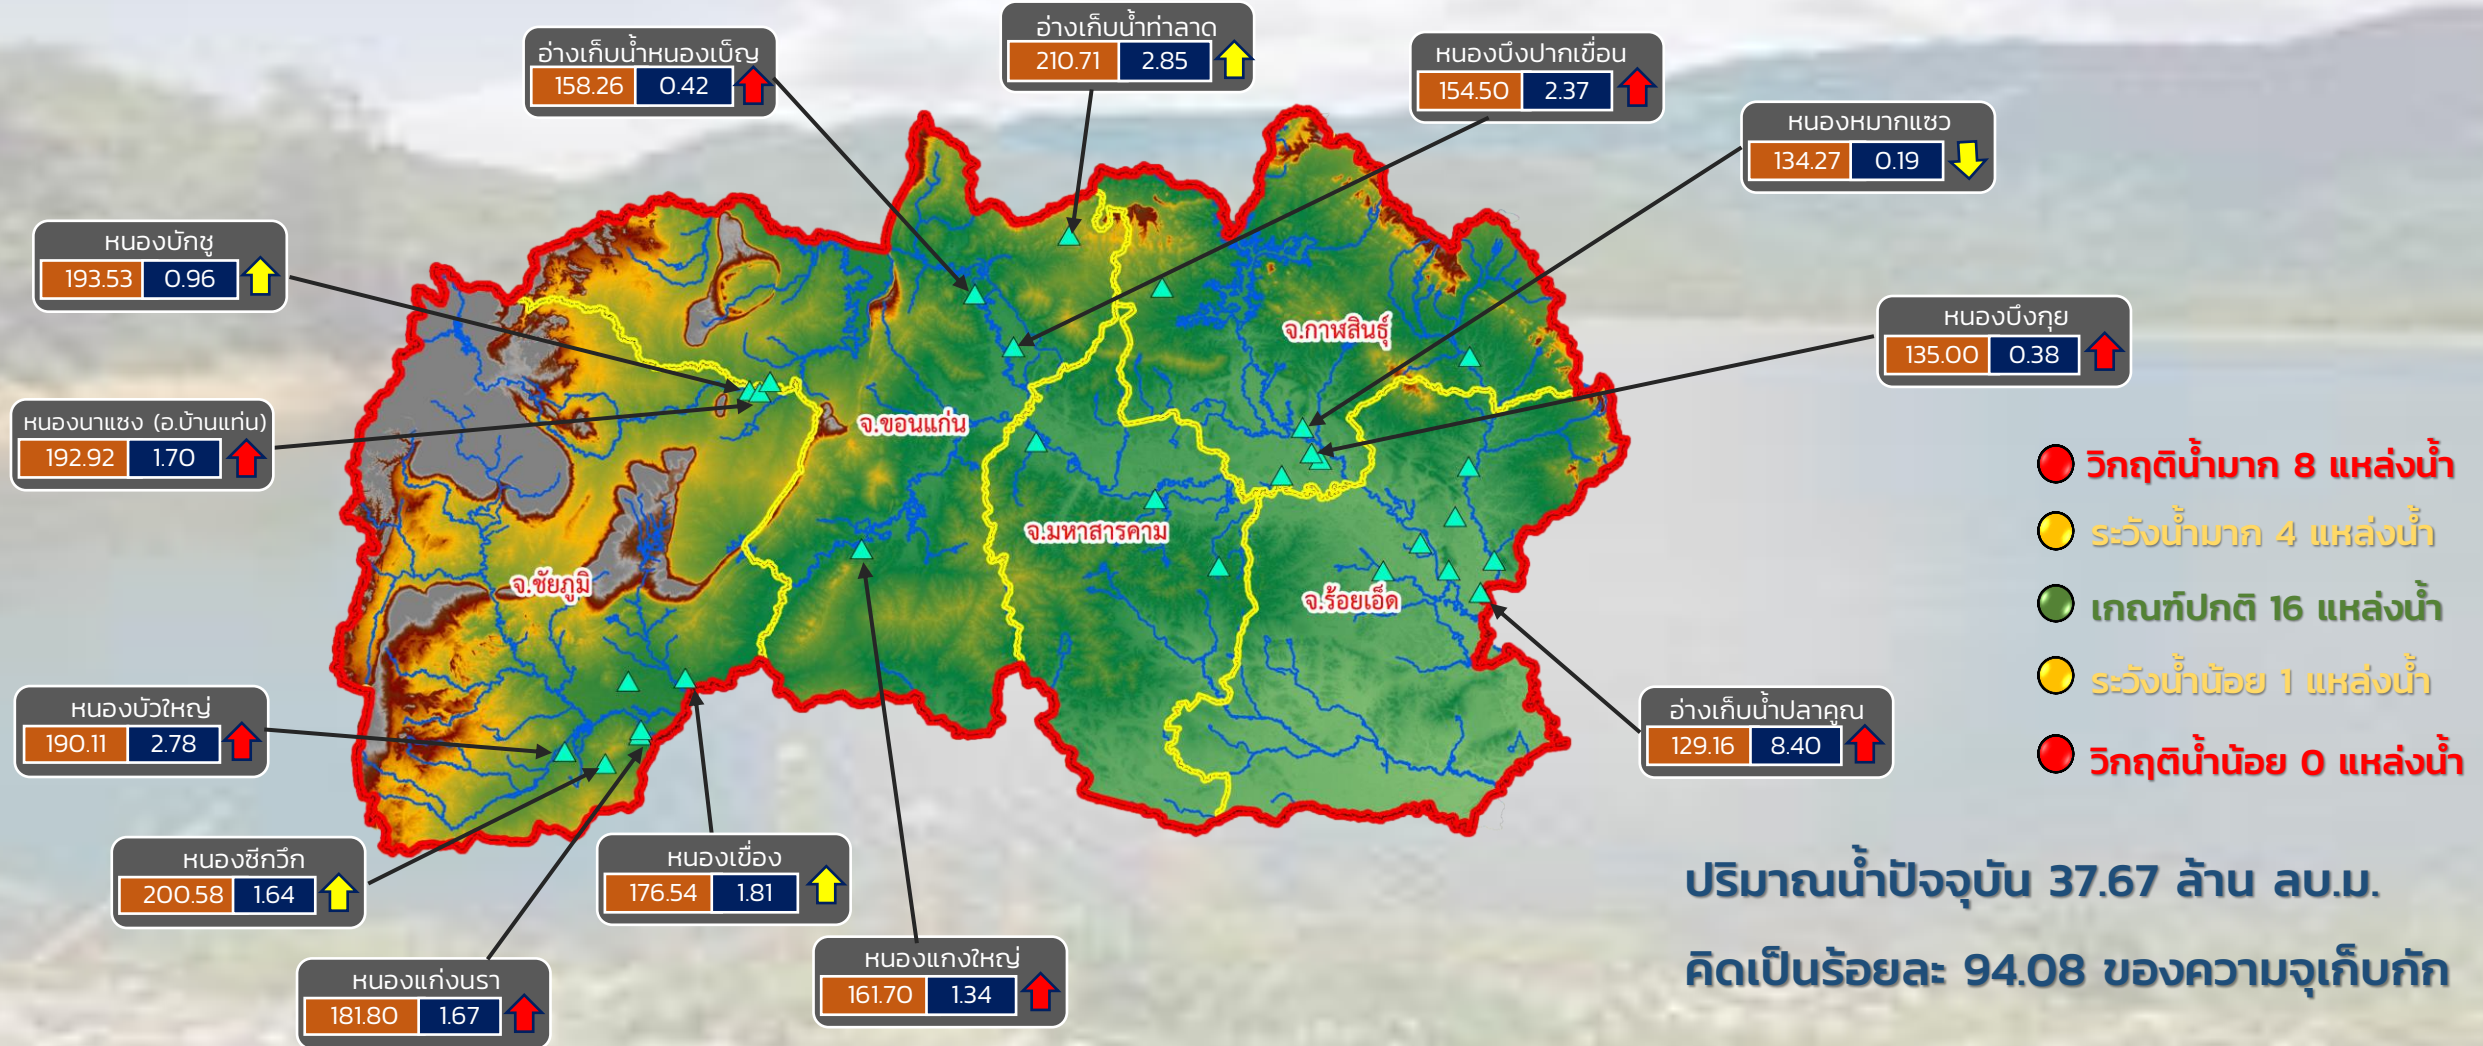 อ่างเก็บน้ำหนองเบ็ญ
158.26 0.42
อ่างเก็บน้ำท่าลาด
210.71 2.85
หนองบึงปากเขื่อน
154.50 2.37
หนองหมากแซว
134.27 0.19
หนองบักชู
193.53 0.96
หนองบึงกุย
135.00 0.38
หนองนาแซง (อ.บ้านแท่น)
192.92 1.70
จ.กาฬสินธุ์
จ.ขอนแก่น
จ.มหาสารคาม
จ.ชัยภูมิ
จ.ร้อยเอ็ด
วิกฤติน้ำมาก 8 แหล่งน้ำ
ระวังน้ำมาก 4 แหล่งน้ำ
เกณฑ์ปกติ 16 แหล่งน้ำ
ระวังน้ำน้อย 1 แหล่งน้ำ
วิกฤติน้ำน้อย 0 แหล่งน้ำ
หนองบัวใหญ่
190.11 2.78
อ่างเก็บน้ำปลาคูณ
129.16 8.40
หนองซีกวึก
200.58 1.64
หนองเขื่อง
176.54 1.81
หนองแก่งนรา
181.80 1.67
หนองแกงใหญ่
161.70 1.34
ปริมาณน้ำปัจจุบัน 37.67 ล้าน ลบ.ม.
คิดเป็นร้อยละ 94.08 ของความจุเก็บกัก